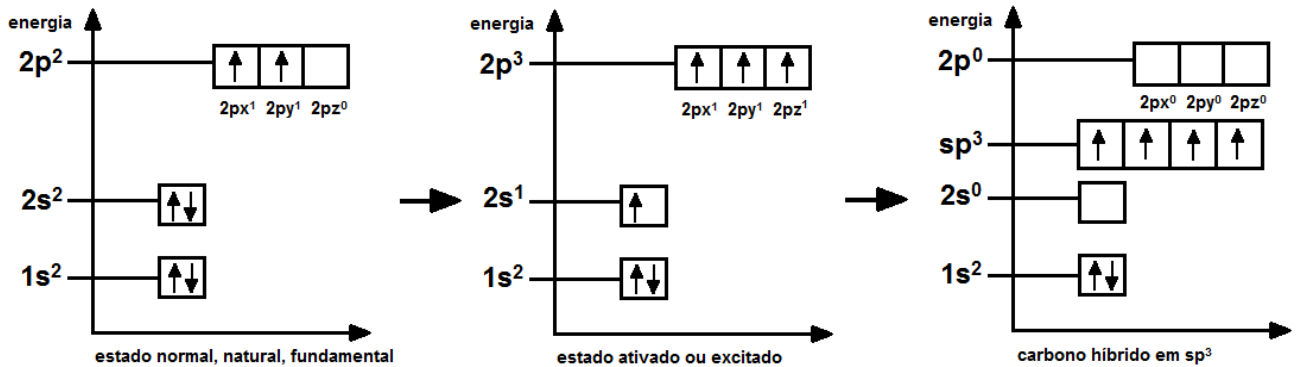 energia
2p²
2px¹ 2py¹ 2pz⁰
2s²
1s²
estado normal, natural, fundamental
energia
2p³
2px¹ 2py¹ 2pz¹
2s¹
1s²
estado ativado ou excitado
energia
2p⁰
2px⁰ 2py⁰ 2pz⁰
sp³
2s⁰
1s²
carbono híbrido em sp³